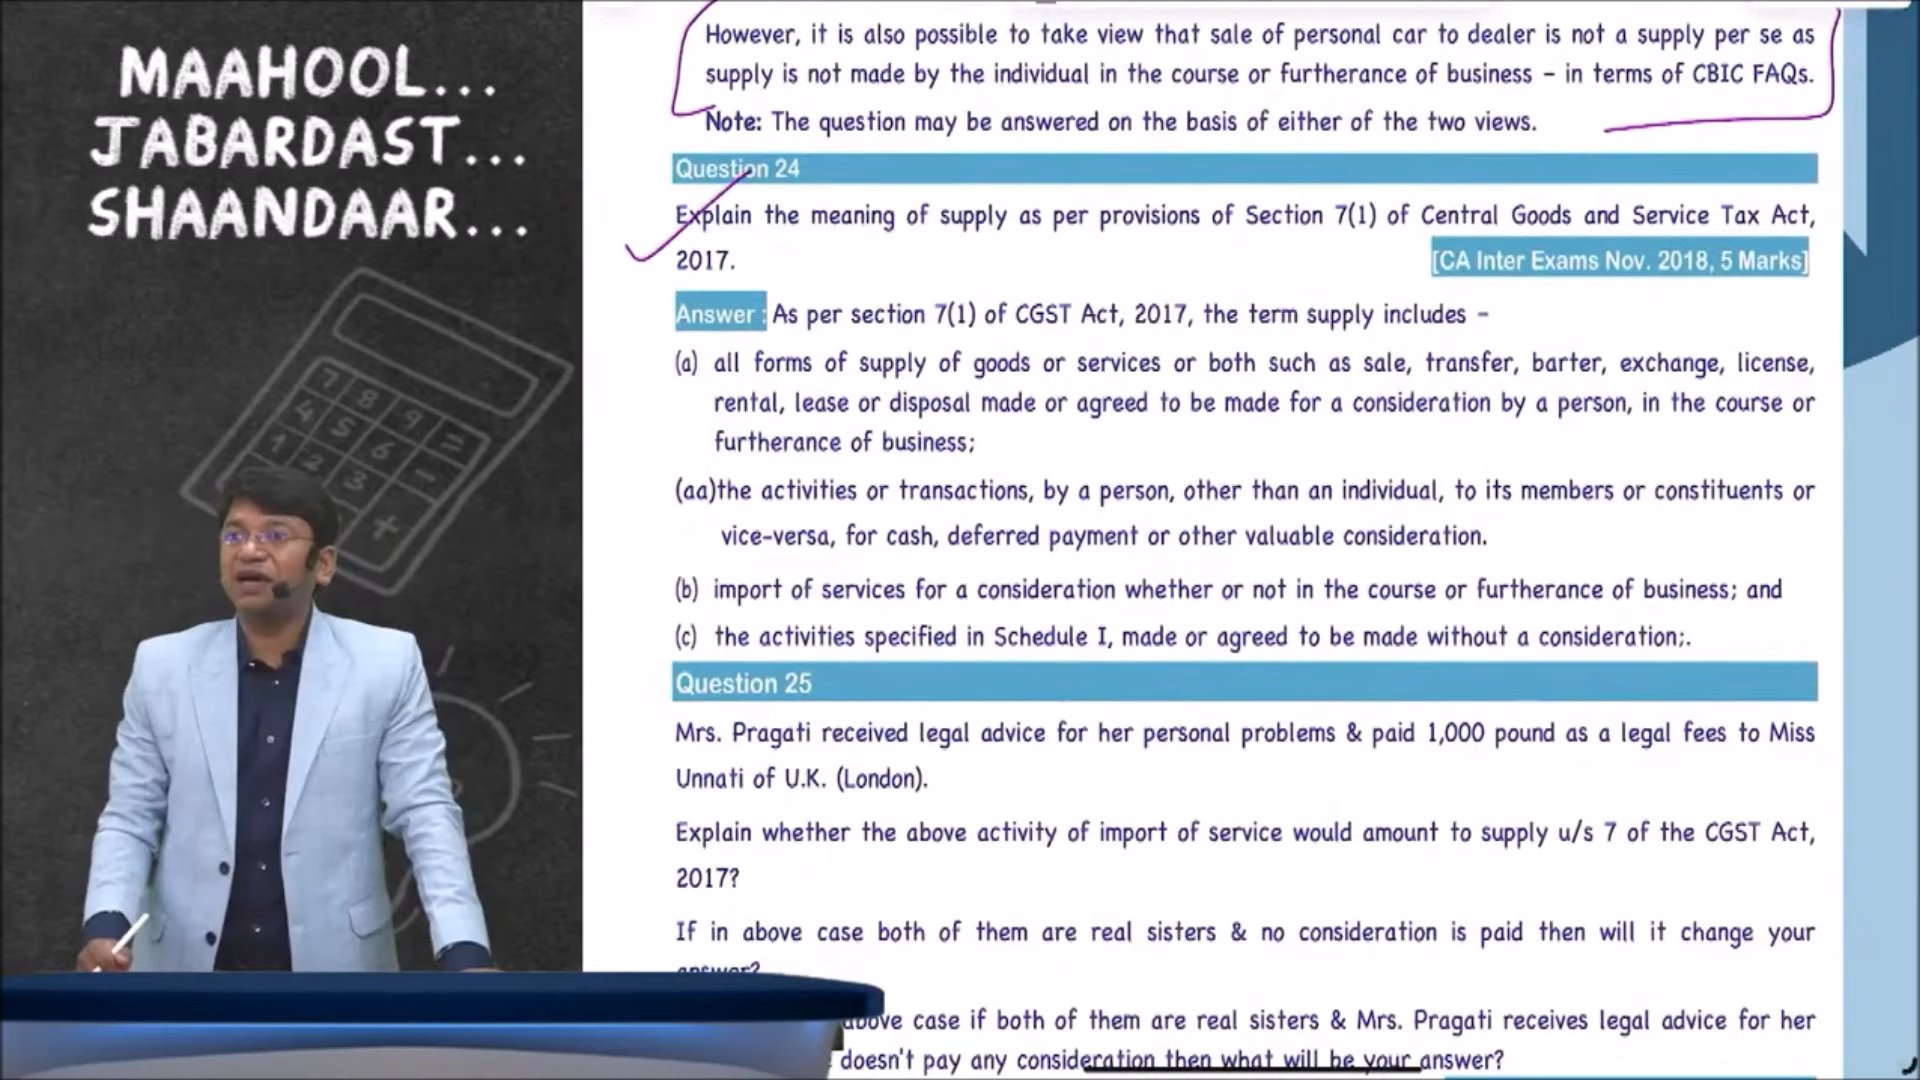 MAAHOOL...
JABARDAST...
SHAANDAAR...
7 8 9 =
4 5 6 -
1 2 3 +
However, it is also possible to take view that sale of personal car to dealer is not a supply per se as
supply is not made by the individual in the course or furtherance of business - in terms of CBIC FAQs.
Note: The question may be answered on the basis of either of the two views.
Question 24
Explain the meaning of supply as per provisions of Section 7(1) of Central Goods and Service Tax Act,
2017. [CA Inter Exams Nov. 2018, 5 Marks]
Answer : As per section 7(1) of CGST Act, 2017, the term supply includes -
(a) all forms of supply of goods or services or both such as sale, transfer, barter, exchange, license,
rental, lease or disposal made or agreed to be made for a consideration by a person, in the course or
furtherance of business;
(aa)the activities or transactions, by a person, other than an individual, to its members or constituents or
vice-versa, for cash, deferred payment or other valuable consideration.
(b) import of services for a consideration whether or not in the course or furtherance of business; and
(c) the activities specified in Schedule I, made or agreed to be made without a consideration;.
Question 25
Mrs. Pragati received legal advice for her personal problems & paid 1,000 pound as a legal fees to Miss
Unnati of U.K. (London).
Explain whether the above activity of import of service would amount to supply u/s 7 of the CGST Act,
2017?
If in above case both of them are real sisters & no consideration is paid then will it change your
answer?
above case if both of them are real sisters & Mrs. Pragati receives legal advice for her
doesn't pay any consideration then what will be your answer?